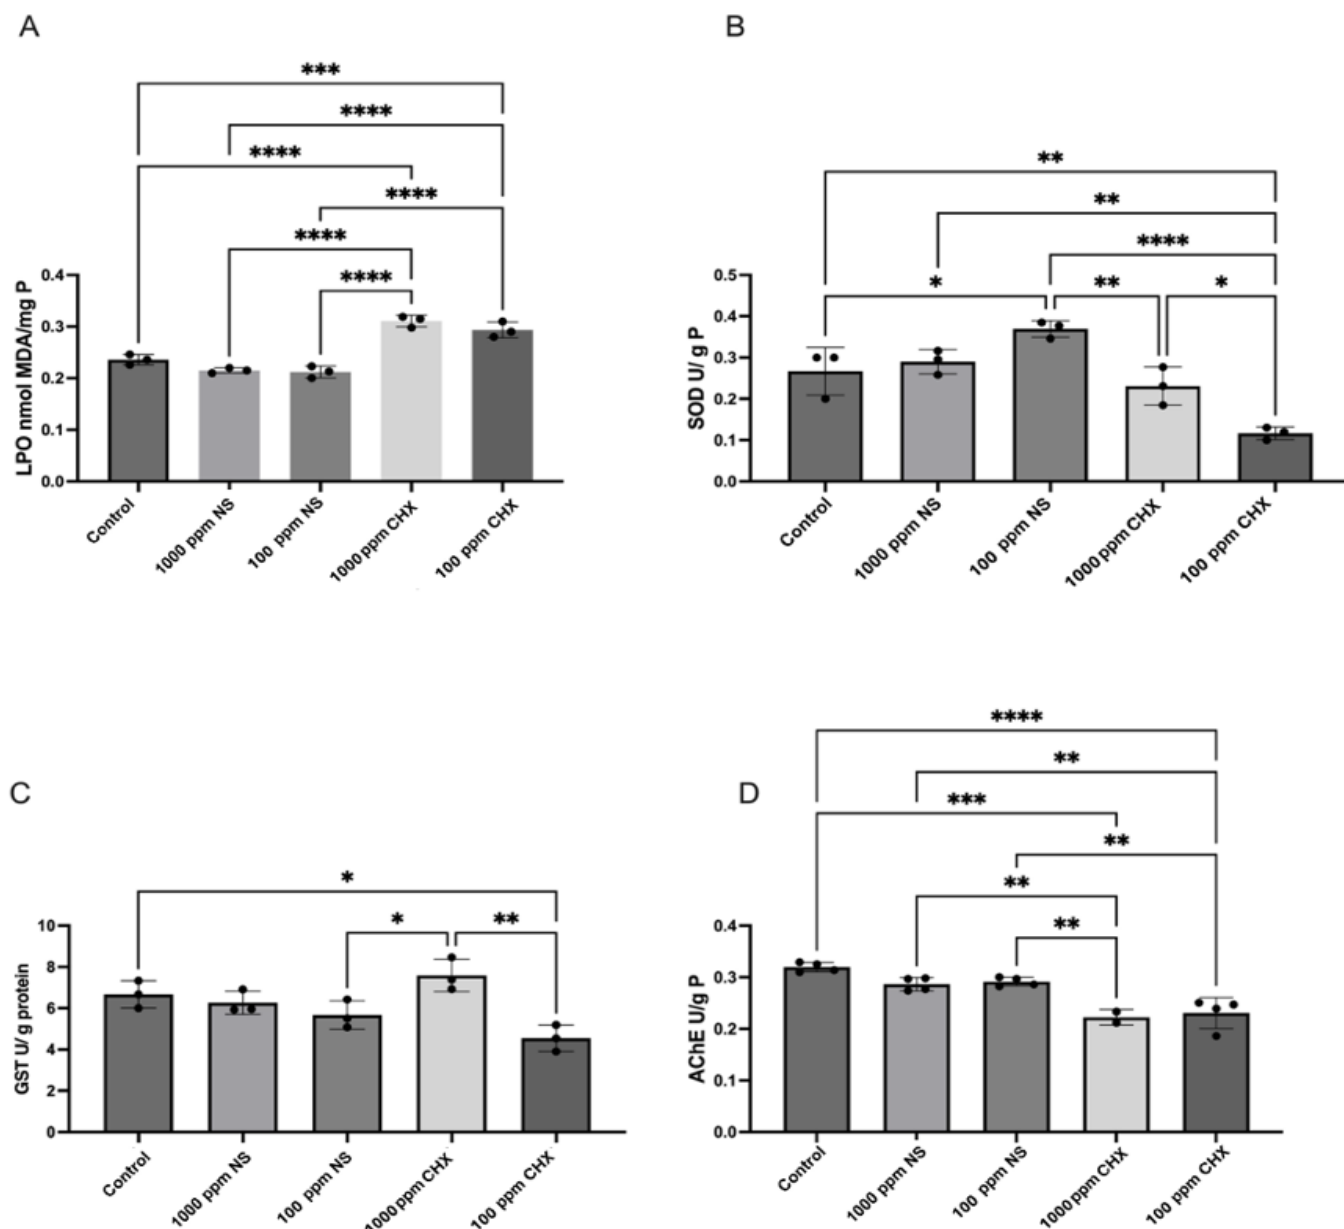 A
***
****
****
****
****
****
LPO nmol MDA/mg P
0.4
0.3
0.2
0.1
0.0
Control
1000 ppm NS
100 ppm NS
1000 ppm CHX
100 ppm CHX
B
**
**
****
* ** *
SOD U/ g P
0.5
0.4
0.3
0.2
0.1
0.0
Control
1000 ppm NS
100 ppm NS
1000 ppm CHX
100 ppm CHX
C
*
* **
GST U/ g protein
10
8
6
4
2
0
Control
1000 ppm NS
100 ppm NS
1000 ppm CHX
100 ppm CHX
D
****
**
***
**
**
**
AChE U/g P
0.4
0.3
0.2
0.1
0.0
Control
1000 ppm NS
100 ppm NS
1000 ppm CHX
100 ppm CHX